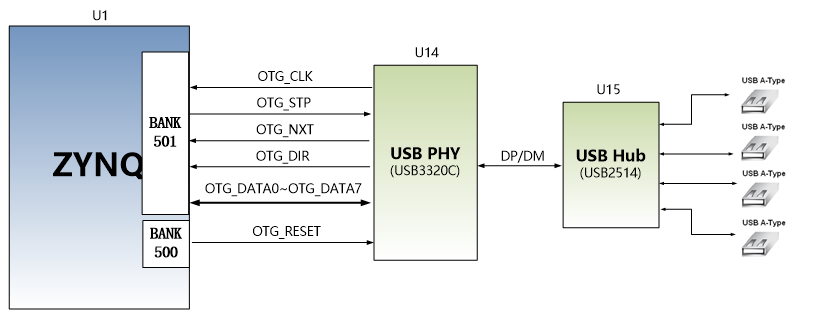 U1
ZYNQ
BANK
501
BANK
500
OTG_CLK
OTG_STP
OTG_NXT
OTG_DIR
OTG_DATA0~OTG_DATA7
OTG_RESET
U14
USB PHY
(USB3320C)
DP/DM
U15
USB Hub
(USB2514)
USB A-Type
USB A-Type
USB A-Type
USB A-Type